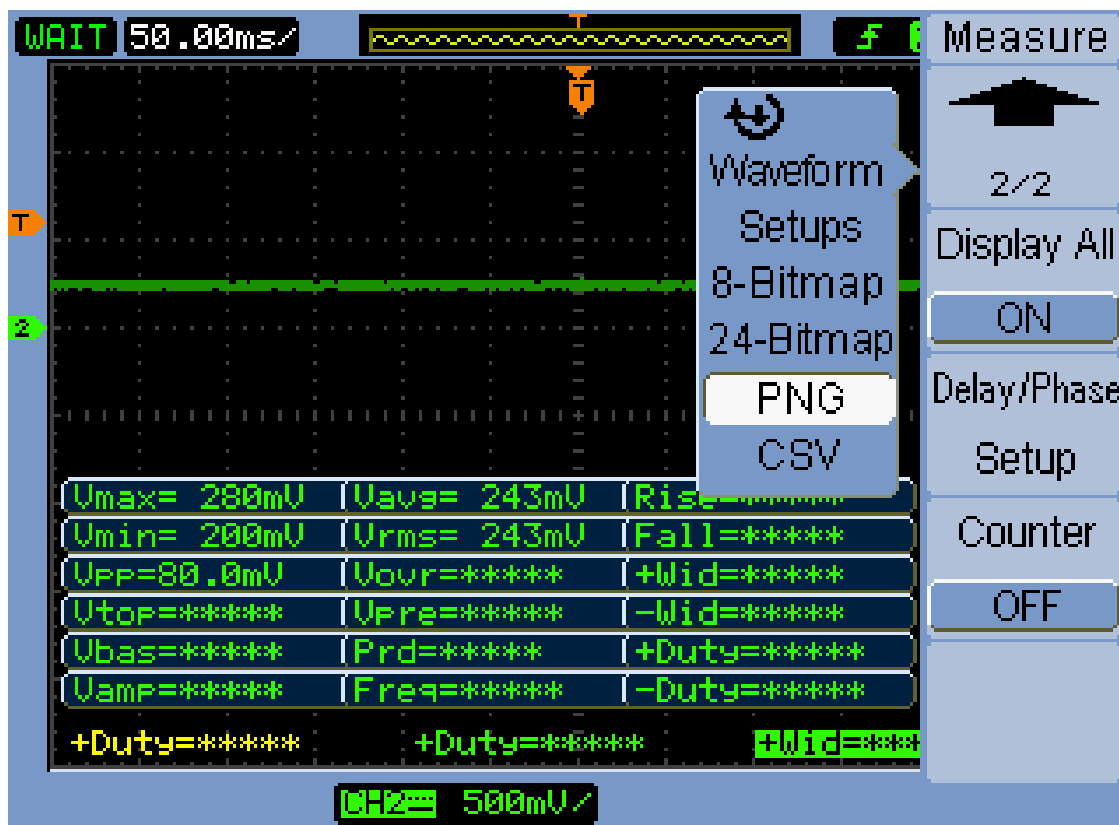 WAIT 50.00ms/ T
Measure
T
2/2
Waveform
Setups
8-Bitmap
24-Bitmap
PNG
CSV
T
2
Display All
ON
Delay/Phase
Setup
Counter
OFF
Vmax= 280mV Vavg= 243mV Rise=*****
Vmin= 200mV Vrms= 243mV Fall=*****
VPP=80.0mV Vovr=***** +Wid=*****
Vtop=***** Vpre=***** -Wid=*****
Vbas=***** Prd=***** +Duty=*****
Vamp=***** Freq=***** -Duty=*****
+Duty=***** +Duty=***** +Wid=***
CH2 500mV/